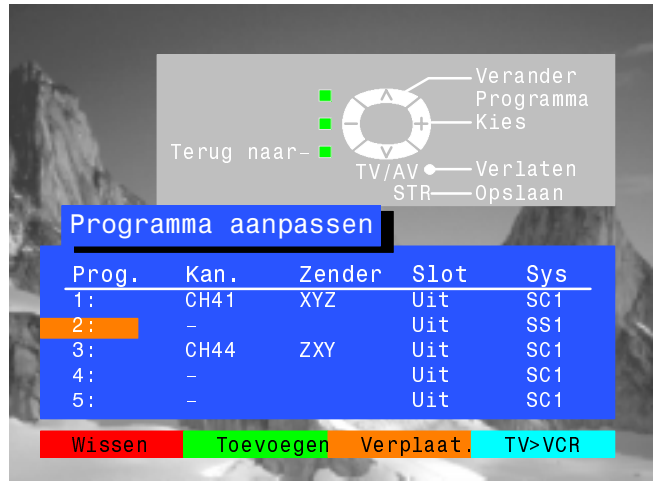 Verander
Programma
Kies
Terug naar
TV/AV Verlaten
STR Opslaan
Programma aanpassen
Prog. Kan. Zender Slot Sys
1: CH41 XYZ Uit SC1
2: – Uit SS1
3: CH44 ZXY Uit SC1
4: – Uit SC1
5: – Uit SC1
Wissen Toevoegen Verplaat. TV>VCR